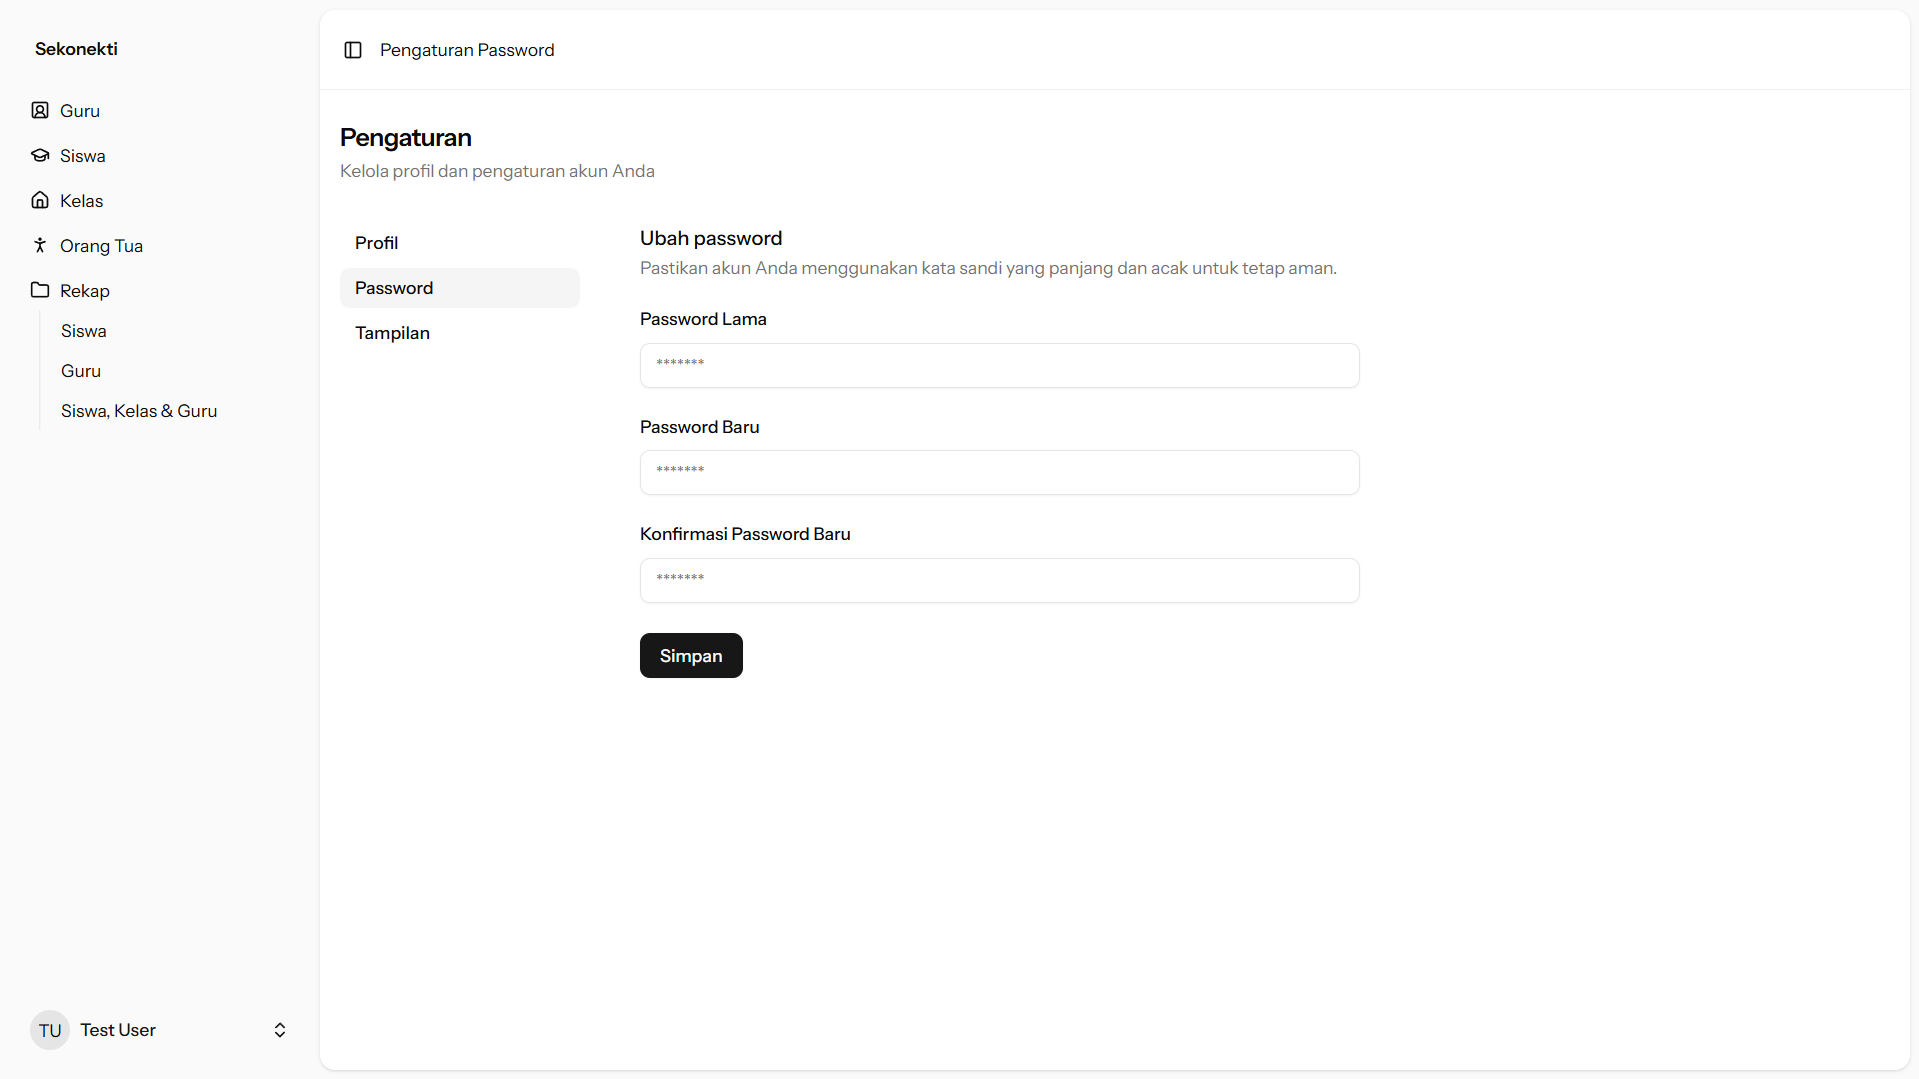 Sekonekti
Guru
Siswa
Kelas
Orang Tua
Rekap
Siswa
Guru
Siswa, Kelas & Guru
TU Test User
Pengaturan Password
Pengaturan
Kelola profil dan pengaturan akun Anda
Profil
Password
Tampilan
Ubah password
Pastikan akun Anda menggunakan kata sandi yang panjang dan acak untuk tetap aman.
Password Lama
*******
Password Baru
*******
Konfirmasi Password Baru
*******
Simpan